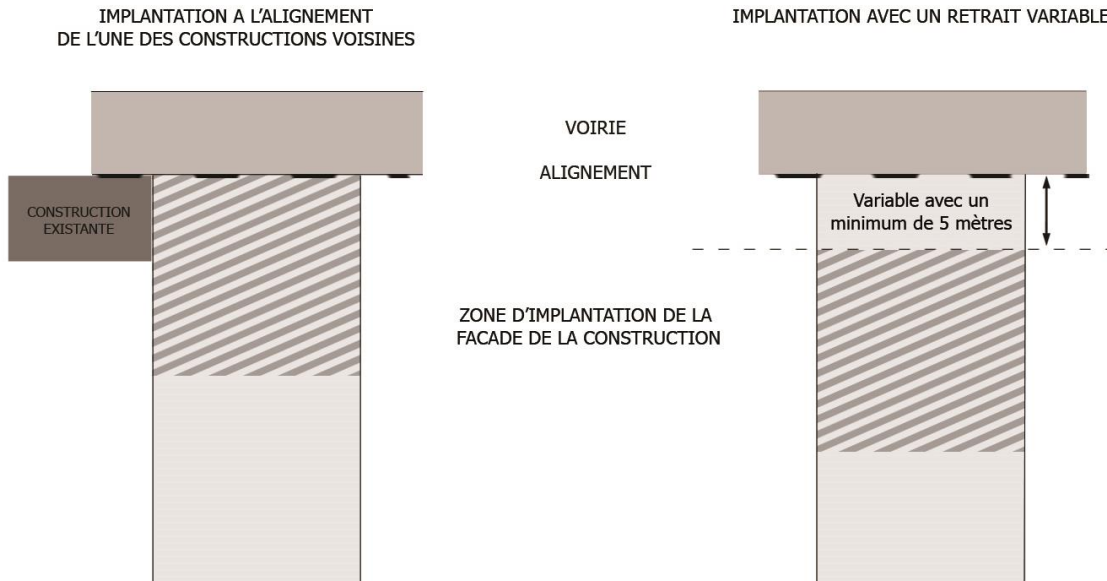 IMPLANTATION A L'ALIGNEMENT
DE L'UNE DES CONSTRUCTIONS VOISINES
IMPLANTATION AVEC UN RETRAIT VARIABLE
VOIRIE
ALIGNEMENT
CONSTRUCTION
EXISTANTE
Variable avec un
minimum de 5 mètres
ZONE D'IMPLANTATION DE LA
FACADE DE LA CONSTRUCTION